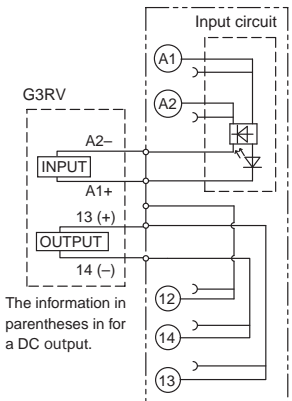 Input circuit
A1
A2
G3RV
A2–
INPUT
A1+
13 (+)
OUTPUT
14 (–)
The information in
parentheses in for
a DC output.
12
14
13